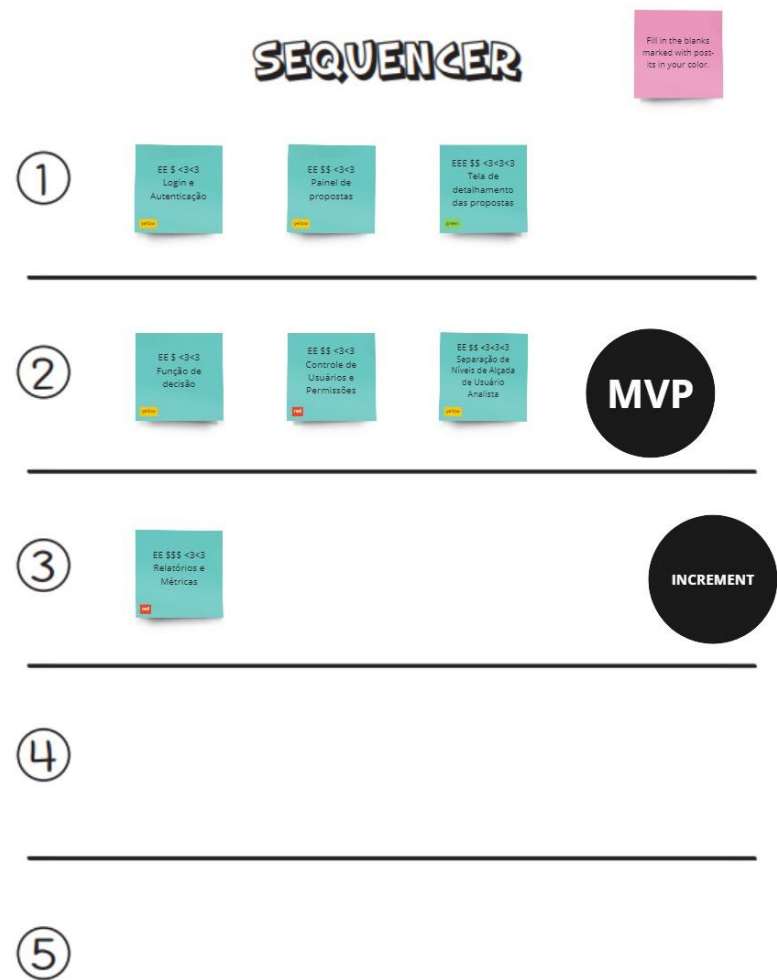 SEQUENCER
Fill in the blanks
marked with post-
its in your color.
1
EE $ <3<3
Login e
Autenticação
yellow
EE $$ <3<3
Painel de
propostas
yellow
EEE $$ <3<3<3
Tela de
detalhamento
das propostas
green
2
EE $ <3<3
Função de
decisão
yellow
EE $$ <3<3
Controle de
Usuários e
Permissões
red
EE $$ <3<3<3
Separação de
Níveis de Alçada
de Usuário
Analista
yellow
MVP
3
EE $$$ <3<3
Relatórios e
Métricas
red
INCREMENT
4
5